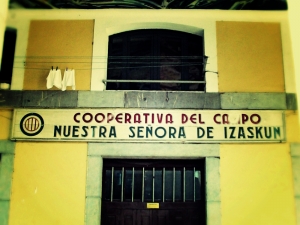 COOPERATIVA DEL CA PO
NUESTRA SEÑORA DE IZASKUN